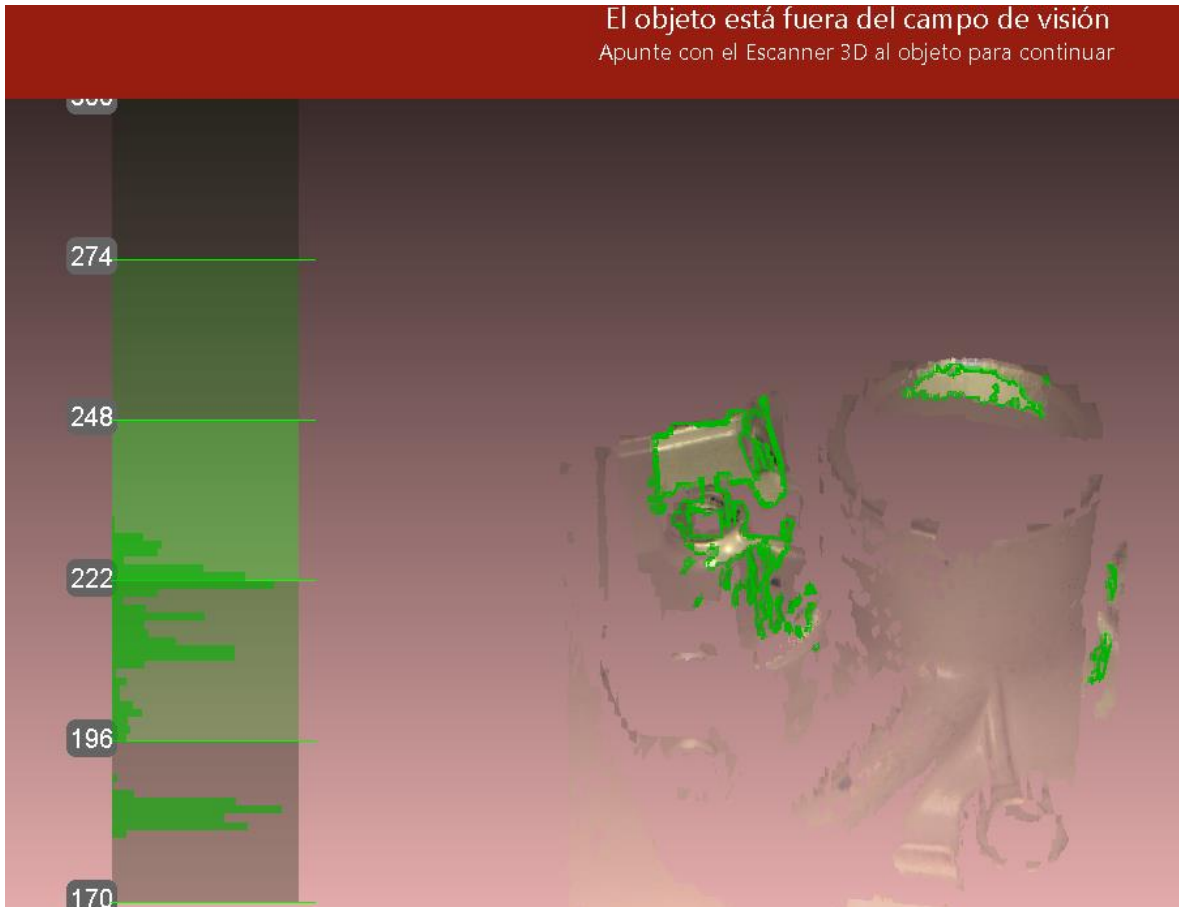 El objeto está fuera del campo de visión
Apunte con el Escanner 3D al objeto para continuar
274
248
222
196
170